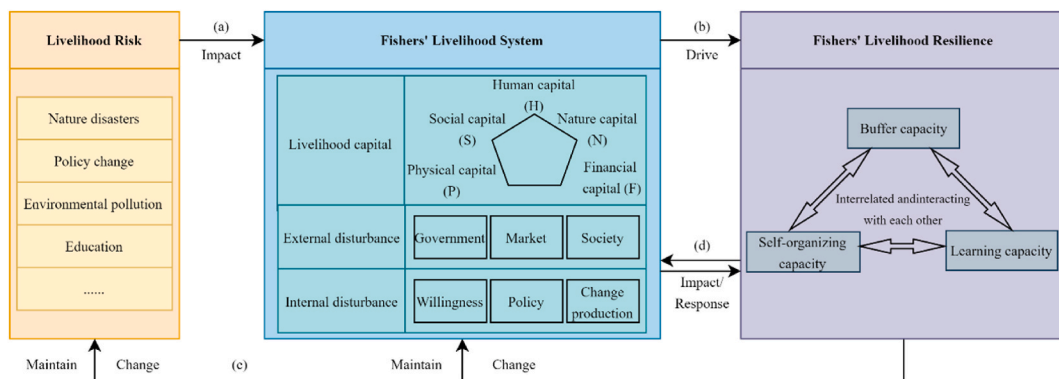 Livelihood Risk
(a)
Impact
Fishers' Livelihood System
(b)
Drive
Fishers' Livelihood Resilience
Nature disasters
Policy change
Environmental pollution
Education
......
Livelihood capital
Human capital
(H)
Social capital
(S)
Nature capital
(N)
Physical capital
(P)
Financial
capital (F)
External disturbance
Government
Market
Society
Internal disturbance
Willingness
Policy
Change
production
(d)
Impact/
Response
Buffer capacity
Interrelated andinteracting
with each other
Self-organizing
capacity
Learning capacity
Maintain
Change
(c)
Maintain
Change